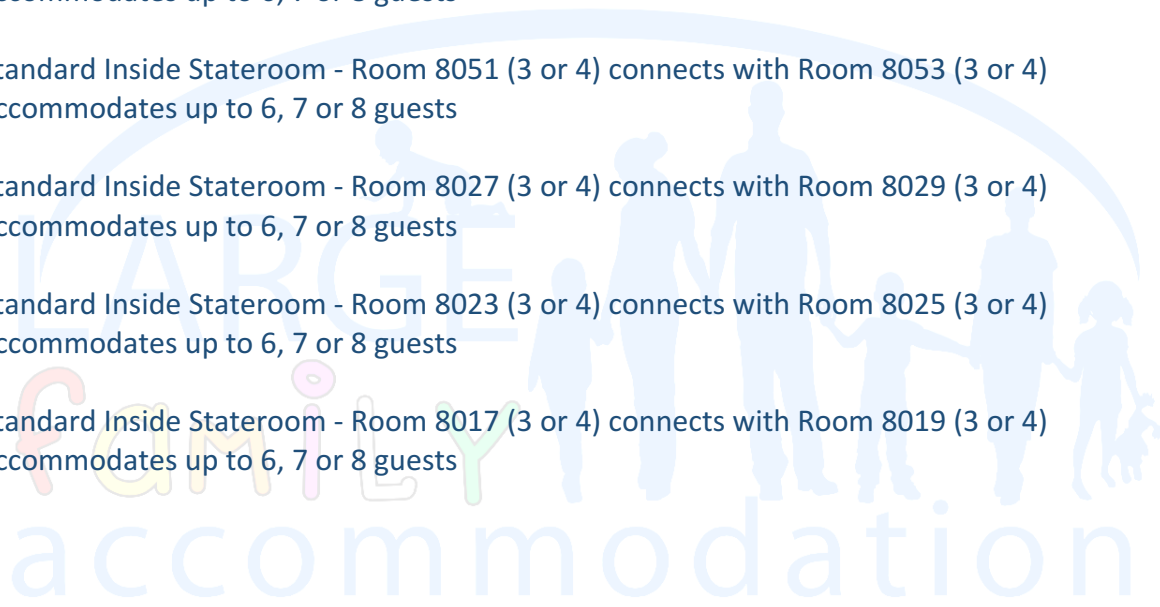 ccommodates up to 6, 7 or 8 guests
tandard Inside Stateroom - Room 8051 (3 or 4) connects with Room 8053 (3 or 4)
ccommodates up to 6, 7 or 8 guests
tandard Inside Stateroom - Room 8027 (3 or 4) connects with Room 8029 (3 or 4)
ccommodates up to 6, 7 or 8 guests
tandard Inside Stateroom - Room 8023 (3 or 4) connects with Room 8025 (3 or 4)
ccommodates up to 6, 7 or 8 guests
tandard Inside Stateroom - Room 8017 (3 or 4) connects with Room 8019 (3 or 4)
ccommodates up to 6, 7 or 8 guests
LARGE
family
accommodation